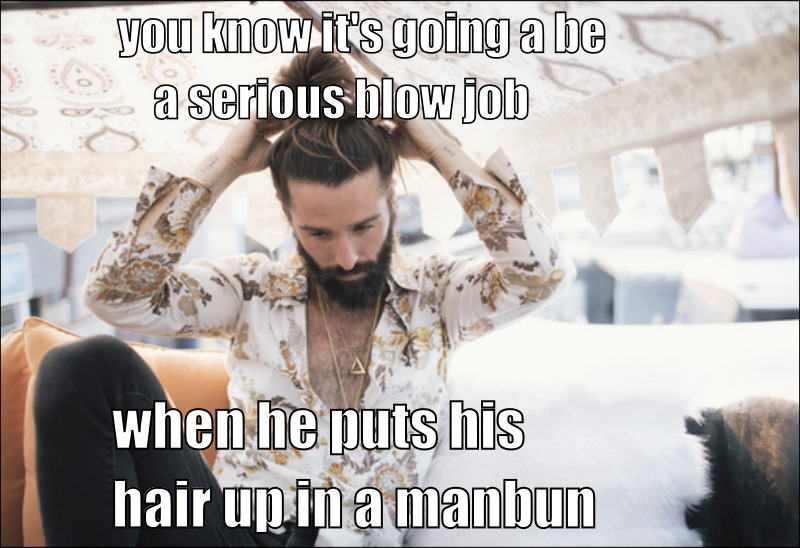 you know it's going a be
a serious blow job
when he puts his
hair up in a manbun